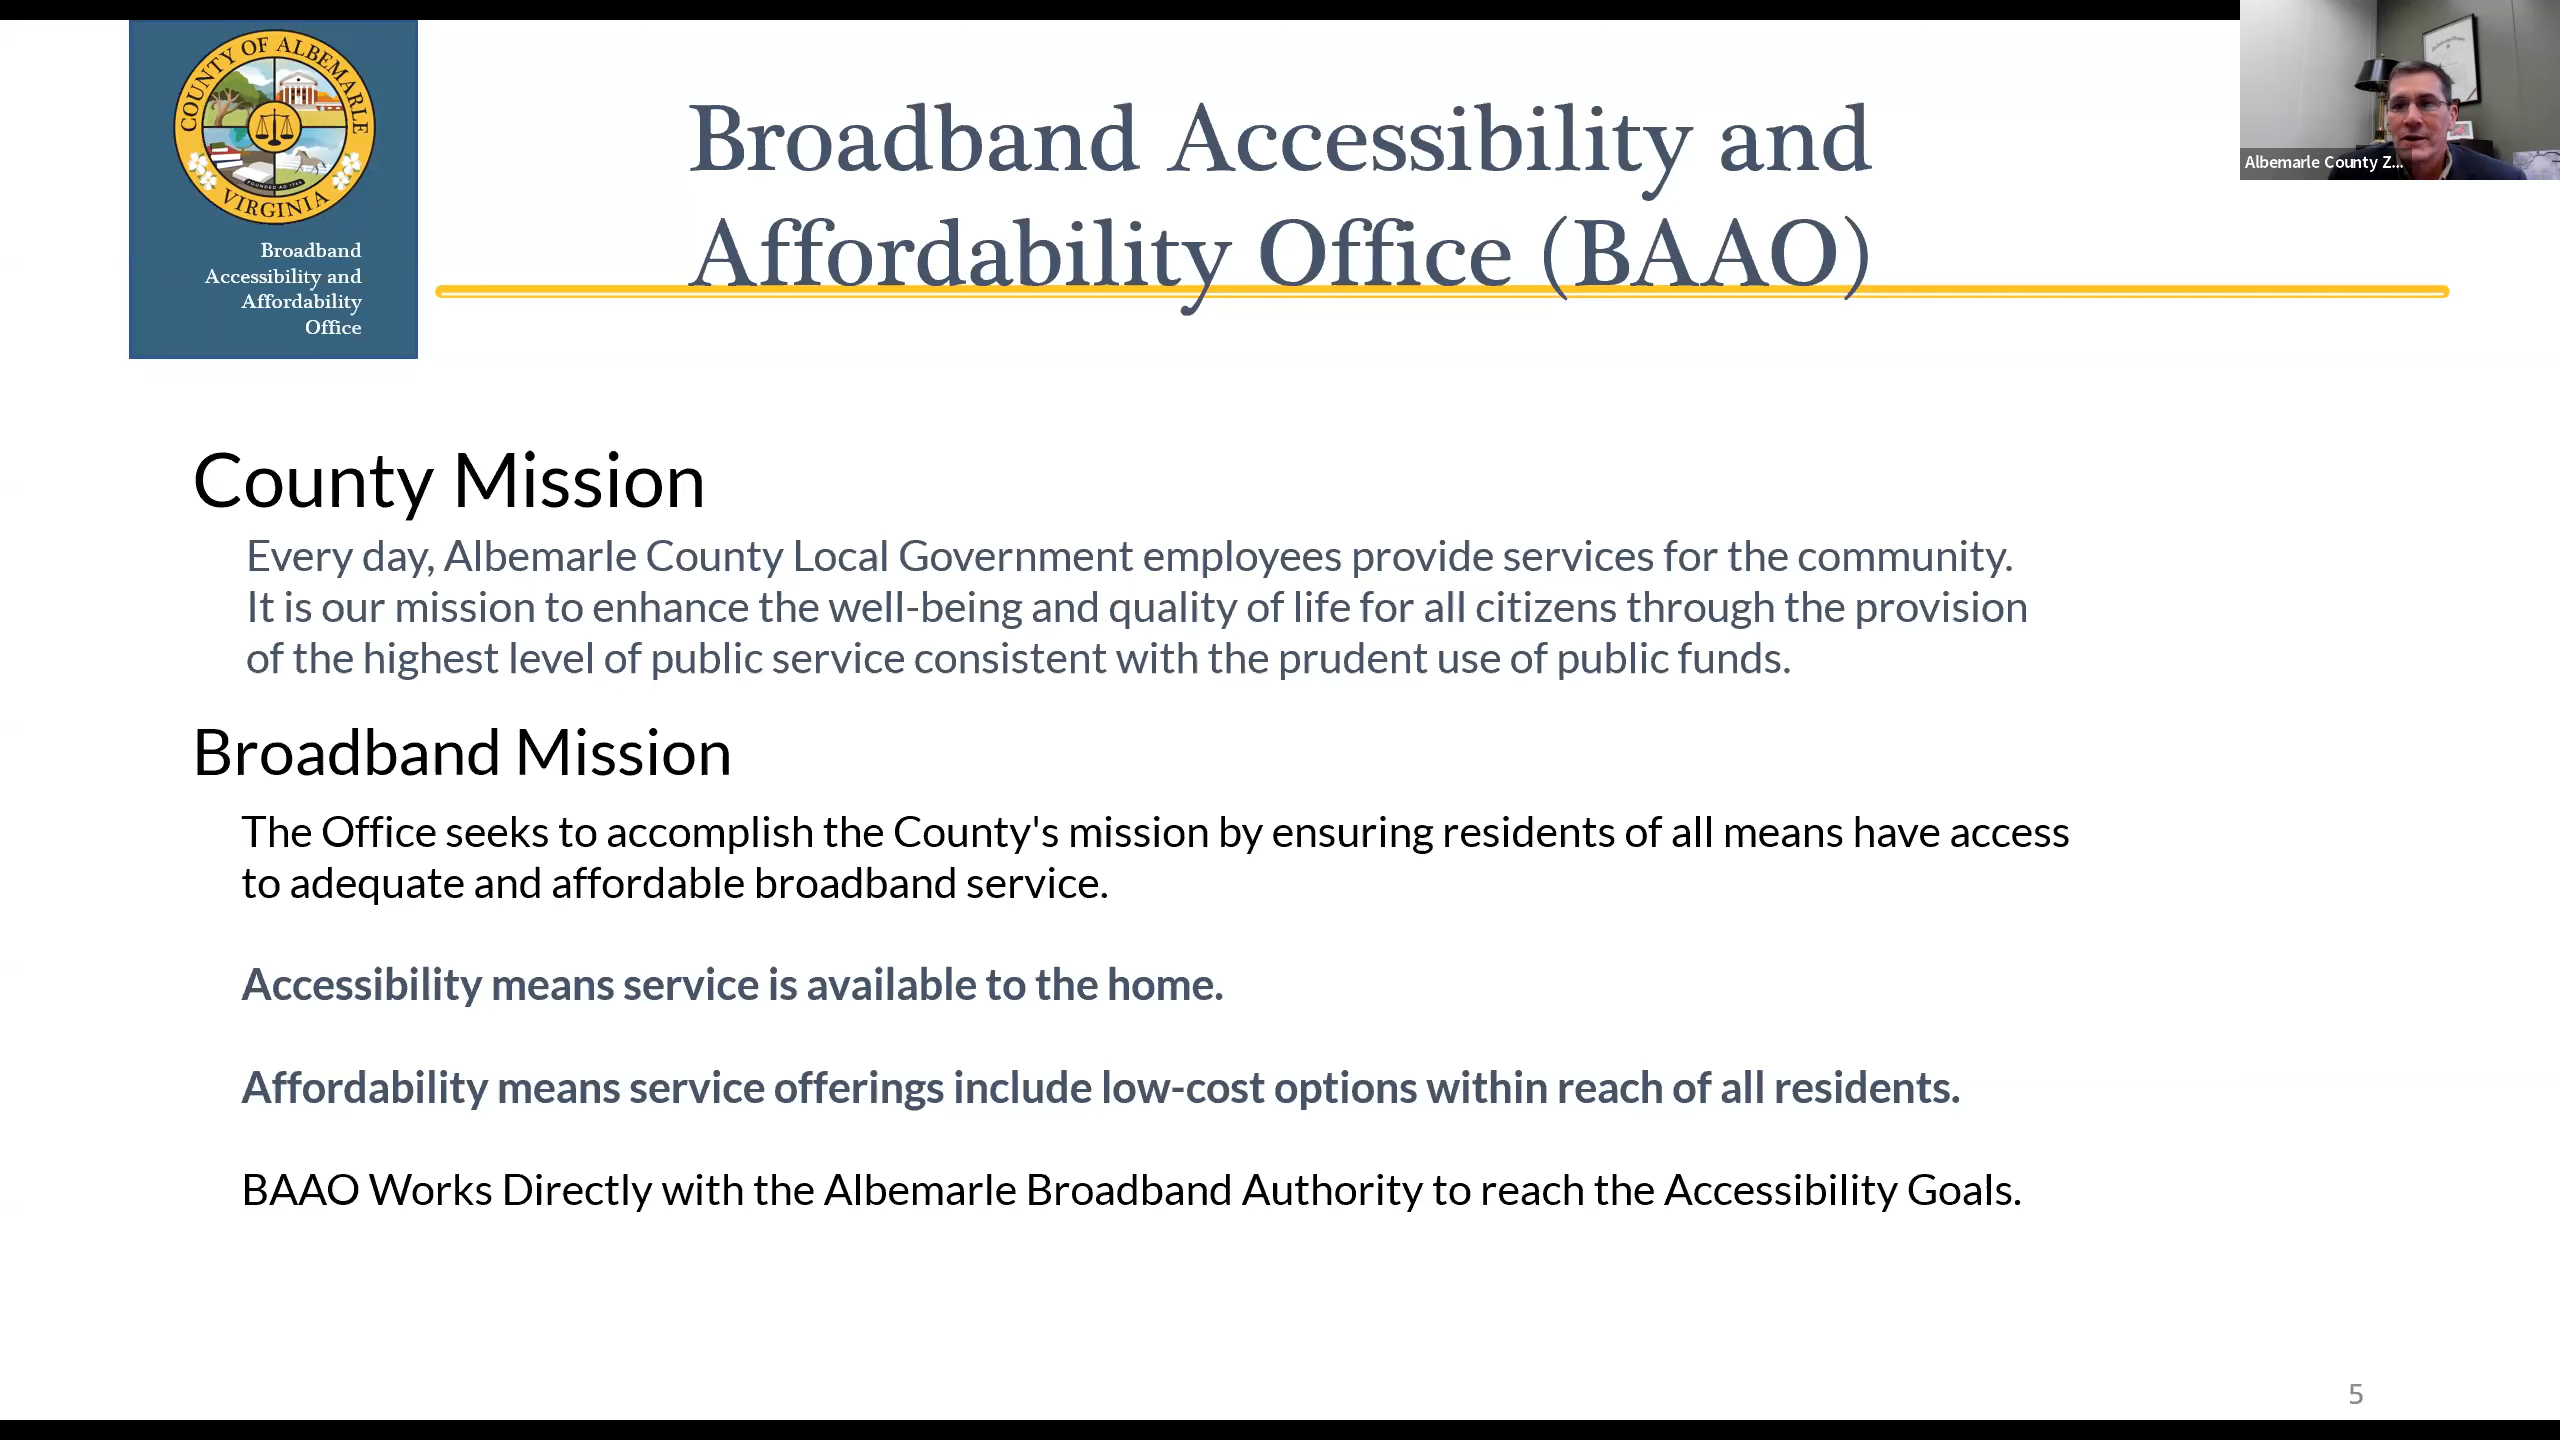 COUNTY OF ALBEMARLE
VIRGINIA
Broadband
Accessibility and
Affordability
Office
Broadband Accessibility and
Affordability Office (BAAO)
Albemarle County Z...
County Mission
Every day, Albemarle County Local Government employees provide services for the community.
It is our mission to enhance the well-being and quality of life for all citizens through the provision
of the highest level of public service consistent with the prudent use of public funds.
Broadband Mission
The Office seeks to accomplish the County's mission by ensuring residents of all means have access
to adequate and affordable broadband service.
Accessibility means service is available to the home.
Affordability means service offerings include low-cost options within reach of all residents.
BAAO Works Directly with the Albemarle Broadband Authority to reach the Accessibility Goals.
5